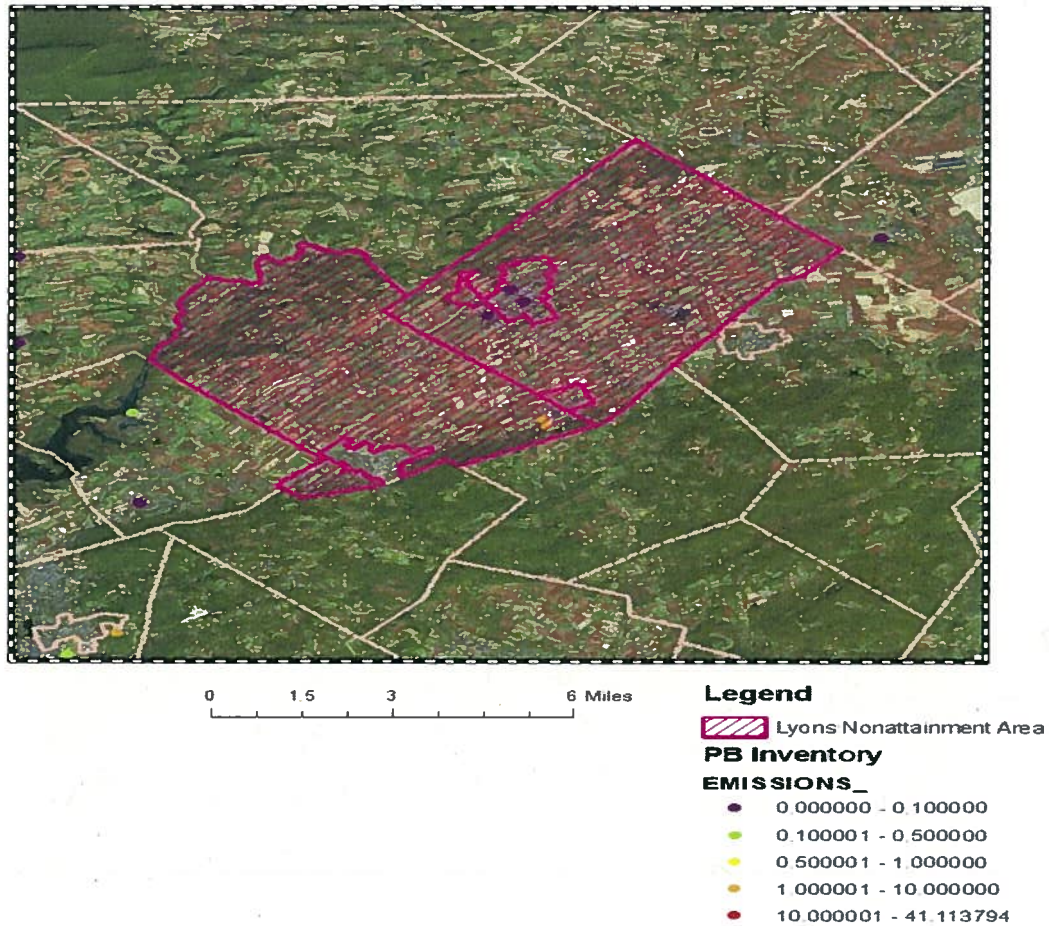 0 1.5 3 6 Miles
Legend
Lyons Nonattainment Area
PB Inventory
EMISSIONS_
0.000000 - 0.100000
0.100001 - 0.500000
0.500001 - 1.000000
1.000001 - 10.000000
10.000001 - 41.113794